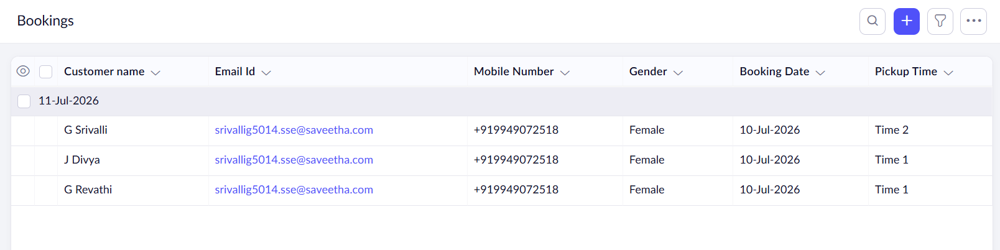 Bookings
Customer name Email Id Mobile Number Gender Booking Date Pickup Time
11-Jul-2026
G Srivalli srivallig5014.sse@saveetha.com +919949072518 Female 10-Jul-2026 Time 2
J Divya srivallig5014.sse@saveetha.com +919949072518 Female 10-Jul-2026 Time 1
G Revathi srivallig5014.sse@saveetha.com +919949072518 Female 10-Jul-2026 Time 1